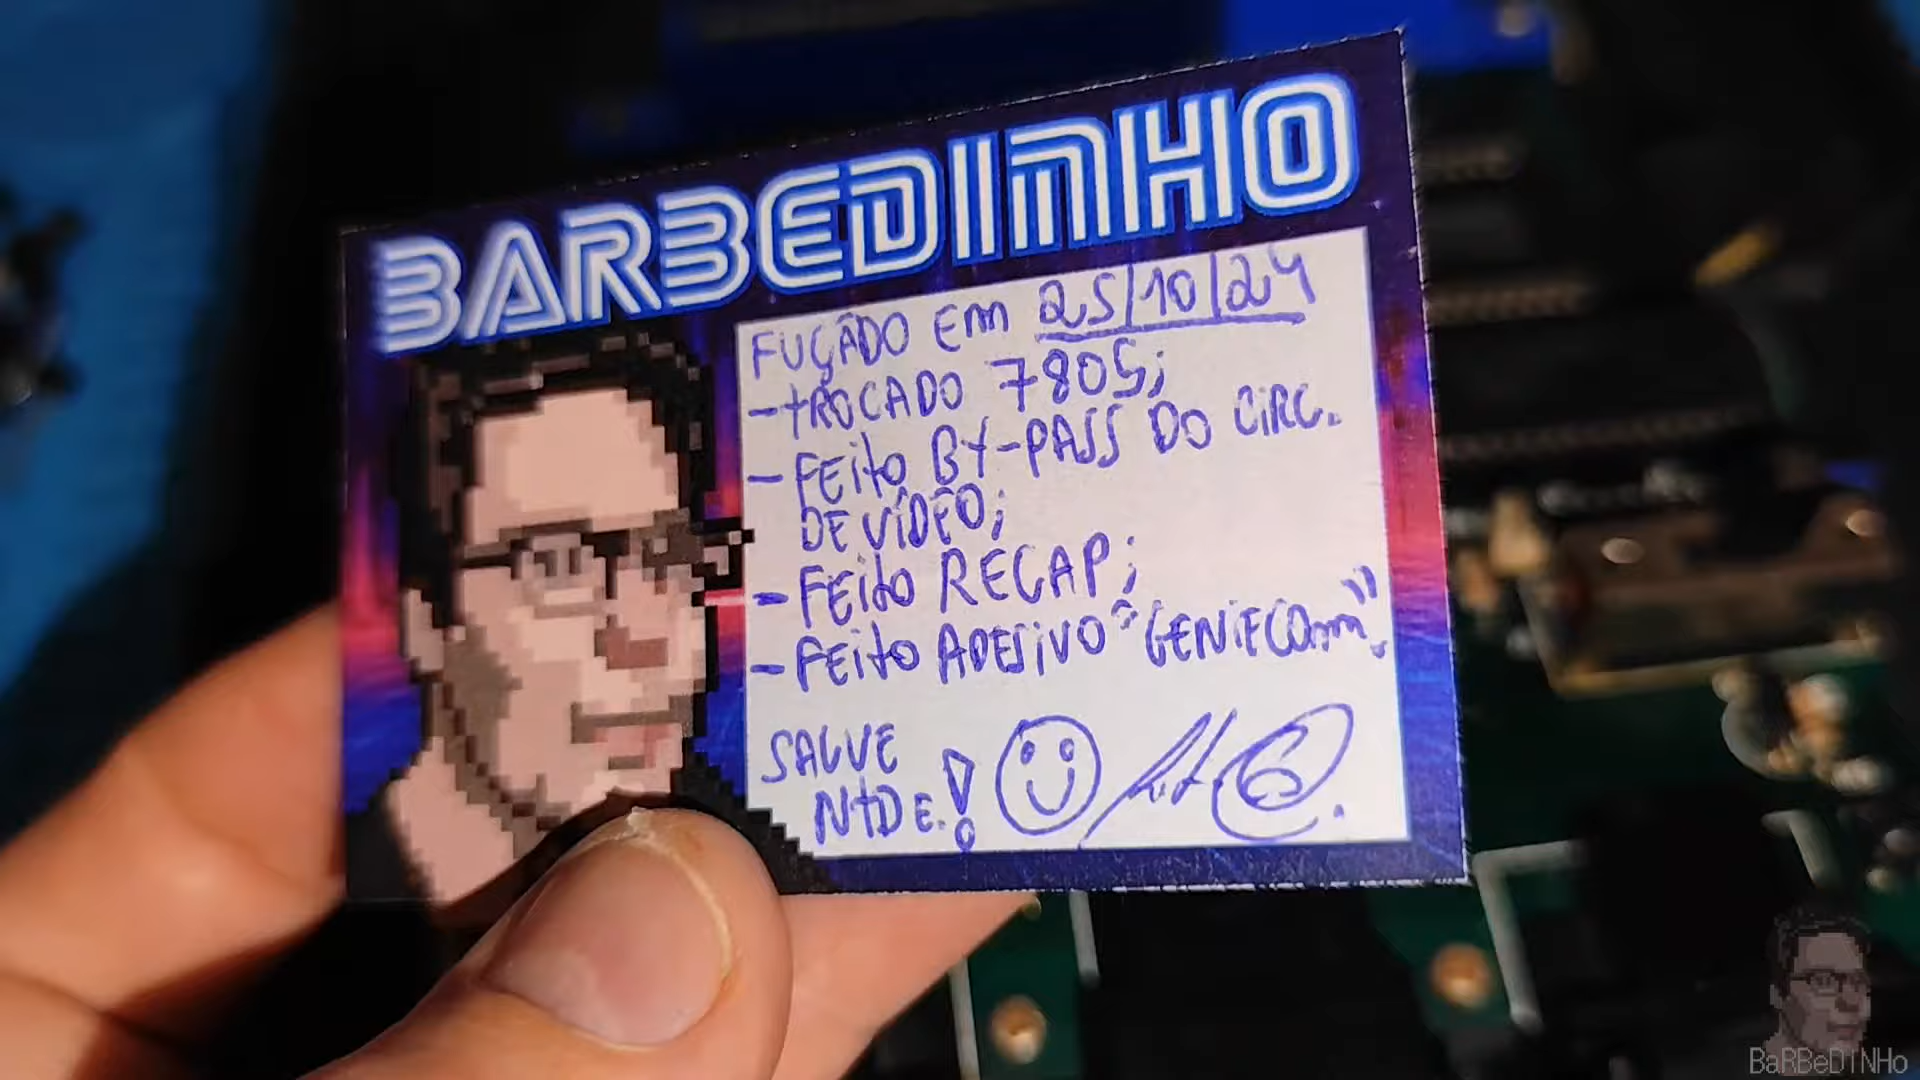 BARBEDINHO
FUÇADO EM 25/10/24
- TROCADO 7805;
- FEITO BY-PASS DO CIRC.
DE VÍDEO;
- FEITO RECAP;
- FEITO ADESIVO "GENIECOM".
SALVE
NTDE!
BaRBeDiNHo